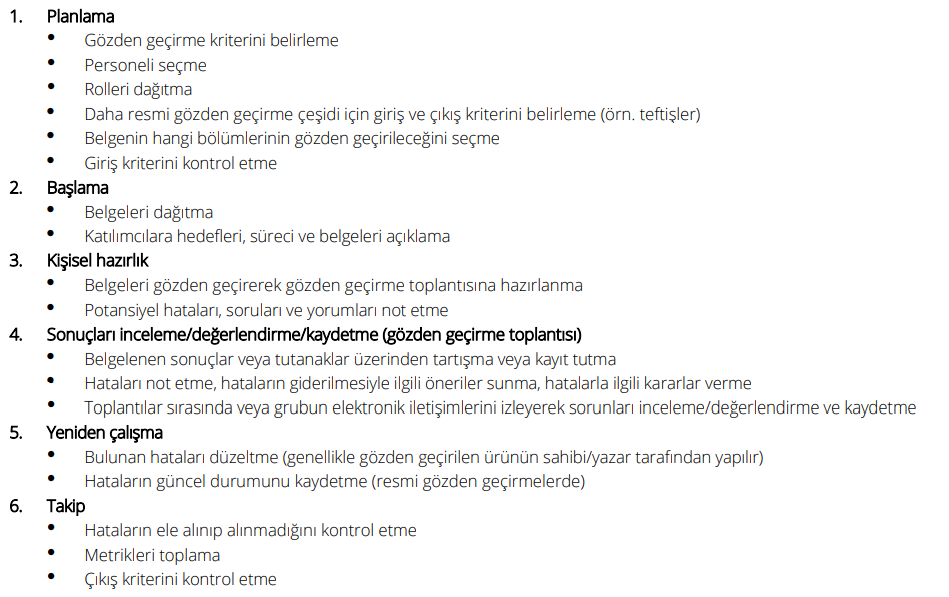 1. Planlama
• Gözden geçirme kriterini belirleme
• Personeli seçme
• Rolleri dağıtma
• Daha resmi gözden geçirme çeşidi için giriş ve çıkış kriterini belirleme (örn. teftişler)
• Belgenin hangi bölümlerinin gözden geçirileceğini seçme
• Giriş kriterini kontrol etme
2. Başlama
• Belgeleri dağıtma
• Katılımcılara hedefleri, süreci ve belgeleri açıklama
3. Kişisel hazırlık
• Belgeleri gözden geçirerek gözden geçirme toplantısına hazırlanma
• Potansiyel hataları, soruları ve yorumları not etme
4. Sonuçları inceleme/değerlendirme/kaydetme (gözden geçirme toplantısı)
• Belgelenen sonuçlar veya tutanaklar üzerinden tartışma veya kayıt tutma
• Hataları not etme, hataların giderilmesiyle ilgili öneriler sunma, hatalarla ilgili kararlar verme
• Toplantılar sırasında veya grubun elektronik iletişimlerini izleyerek sorunları inceleme/değerlendirme ve kaydetme
5. Yeniden çalışma
• Bulunan hataları düzeltme (genellikle gözden geçirilen ürünün sahibi/yazar tarafından yapılır)
• Hataların güncel durumunu kaydetme (resmi gözden geçirmelerde)
6. Takip
• Hataların ele alınıp alınmadığını kontrol etme
• Metrikleri toplama
• Çıkış kriterini kontrol etme